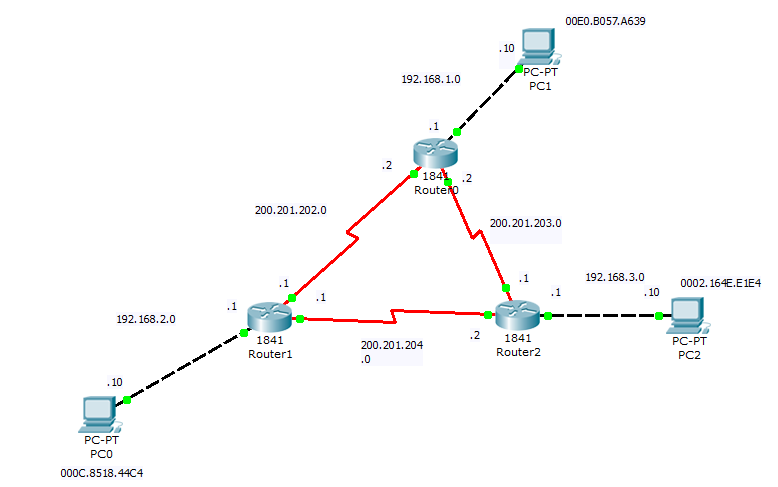 00E0.B057.A639
.10
PC-PT
PC1
192.168.1.0
.1
.2
1841
Router0
.2
200.201.202.0
200.201.203.0
.1
.1
.1
192.168.2.0
.1
1841
Router1
200.201.204
.0
.2
1841
Router2
.1
192.168.3.0
.10
0002.164E.E1E4
PC-PT
PC2
.10
PC-PT
PC0
000C.8518.44C4